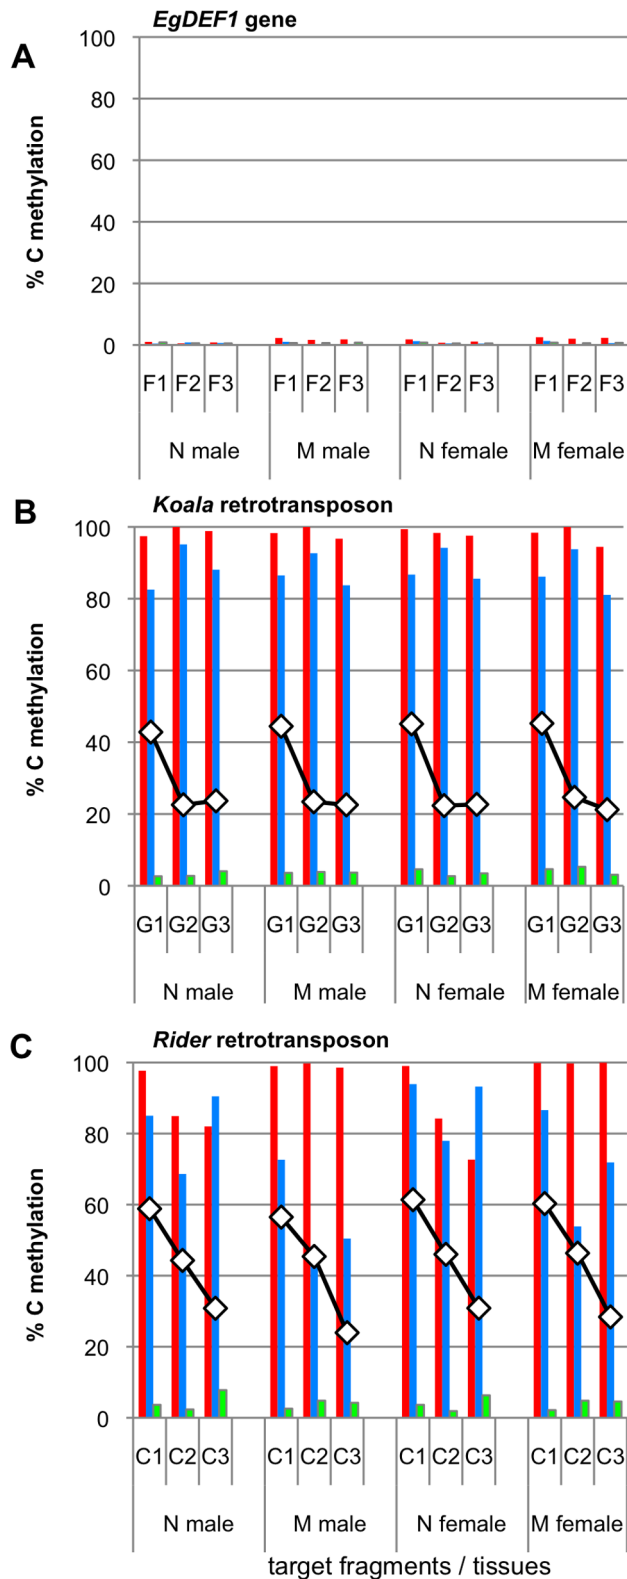 EgDEF1 gene
A
100
80
60
40
20
0
% C methylation
F1 F2 F3 F1 F2 F3 F1 F2 F3 F1 F2 F3
N male M male N female M female
B
Koala retrotransposon
100
80
60
40
20
0
% C methylation
G1 G2 G3 G1 G2 G3 G1 G2 G3 G1 G2 G3
N male M male N female M female
C
Rider retrotransposon
100
80
60
40
20
0
% C methylation
C1 C2 C3 C1 C2 C3 C1 C2 C3 C1 C2 C3
N male M male N female M female
target fragments / tissues